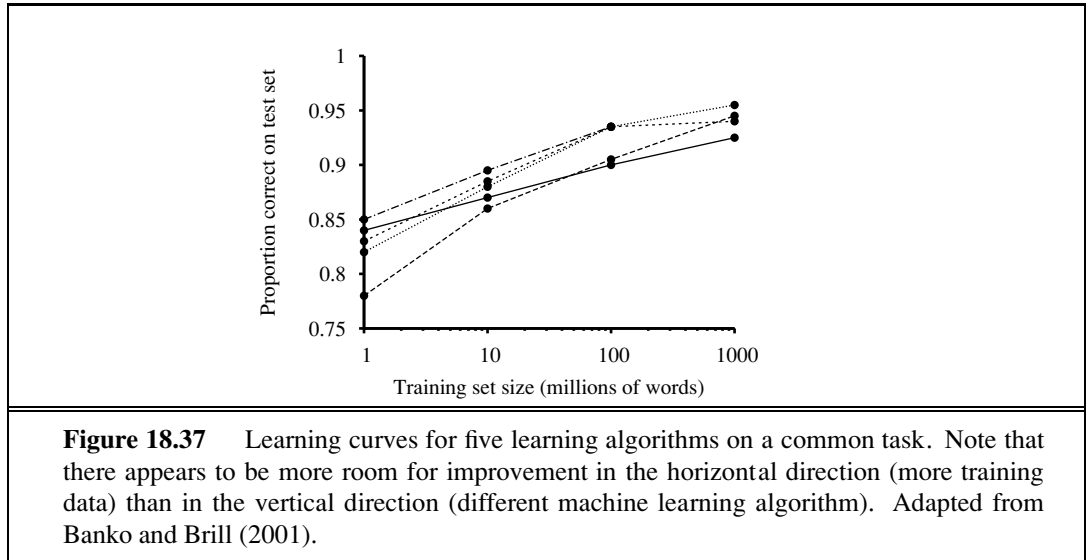 1
0.95
0.9
0.85
0.8
0.75
Proportion correct on test set
1 10 100 1000
Training set size (millions of words)
Figure 18.37 Learning curves for five learning algorithms on a common task. Note that
there appears to be more room for improvement in the horizontal direction (more training
data) than in the vertical direction (different machine learning algorithm). Adapted from
Banko and Brill (2001).